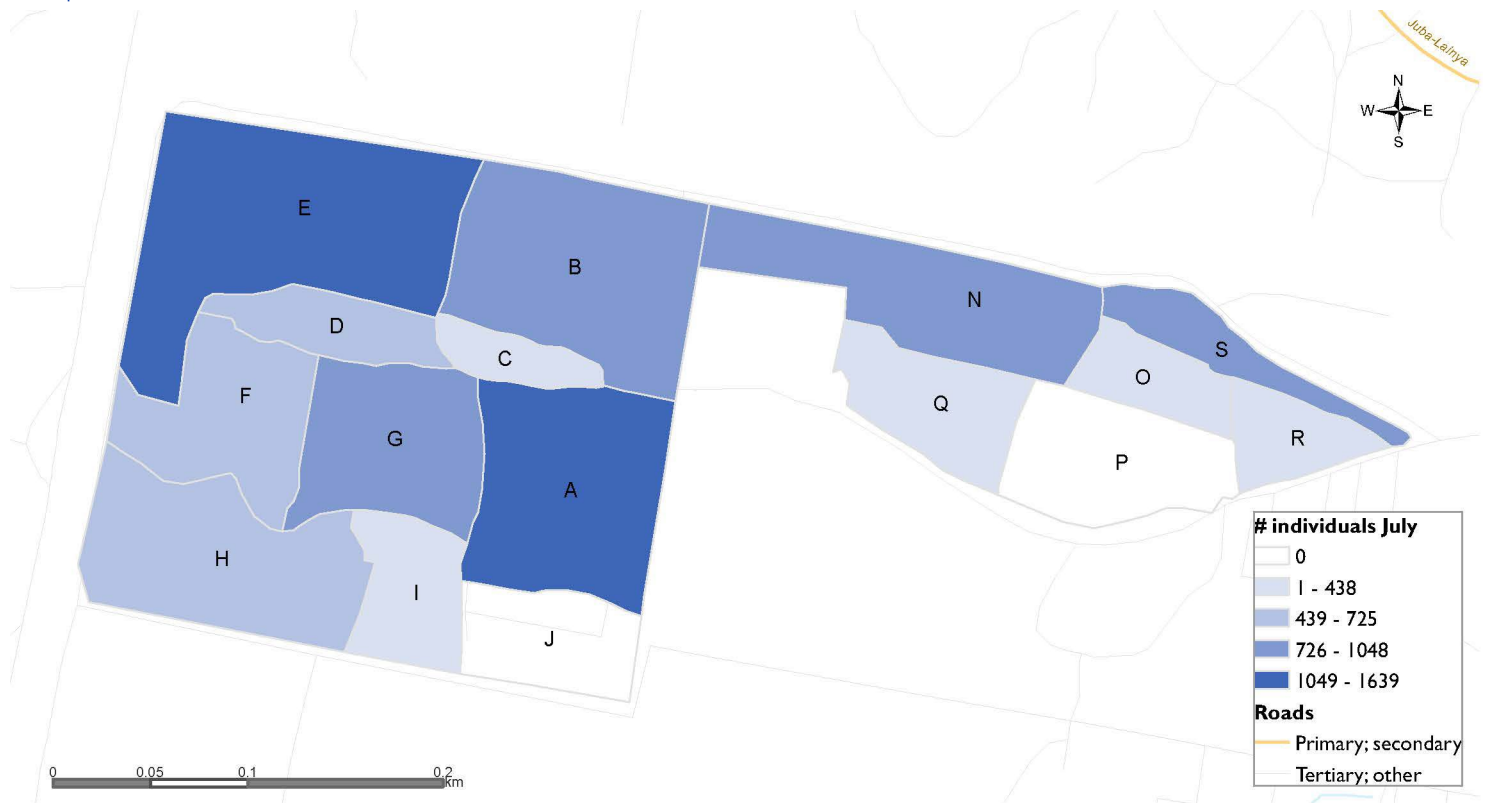 Juba-Lainya
N
W E
S
E
B
N
D
S
C
O
F
Q
G
R
P
A
H
I
J
# individuals July
0
1 - 438
439 - 725
726 - 1048
1049 - 1639
Roads
Primary; secondary
Tertiary; other
0 0.05 0.1 0.2
km